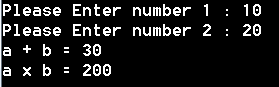 Please Enter number 1 : 10
Please Enter number 2 : 20
a + b = 30
a x b = 200